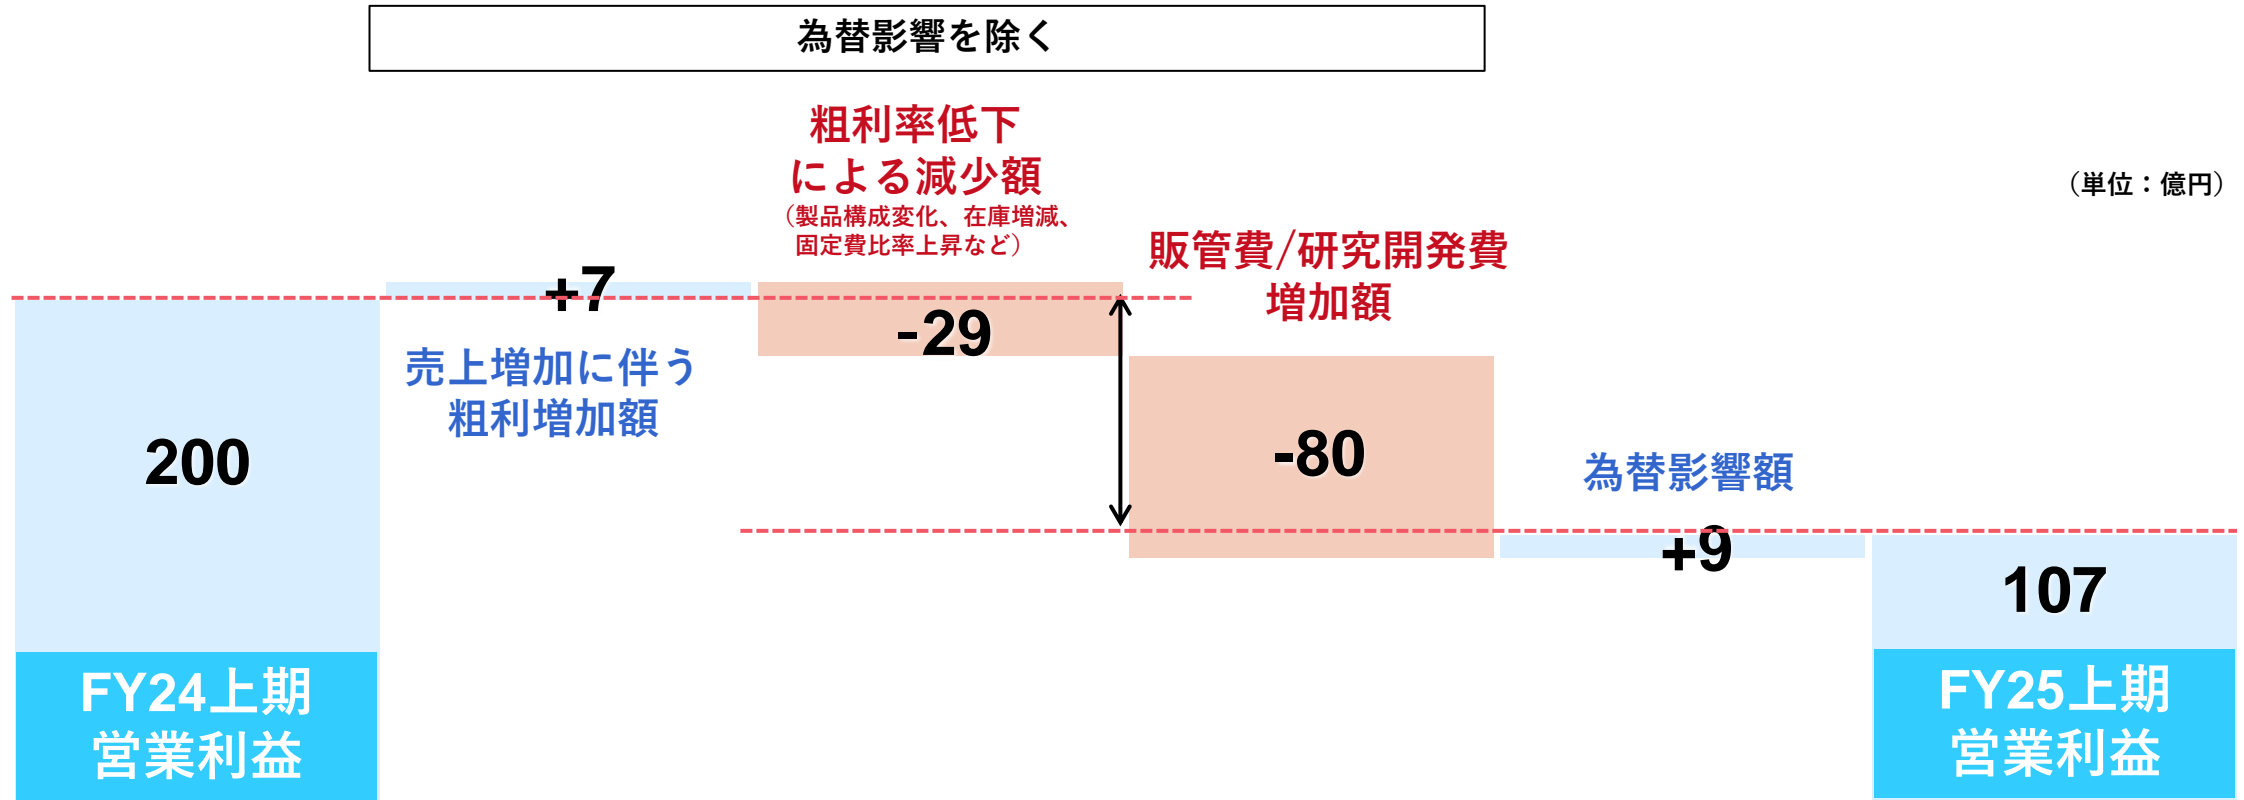 為替影響を除く
粗利率低下
による減少額
（製品構成変化、在庫増減、
固定費比率上昇など）
（単位：億円）
販管費/研究開発費
増加額
+7
-29
売上増加に伴う
粗利増加額
200
-80
為替影響額
+9
107
FY24上期
営業利益
FY25上期
営業利益